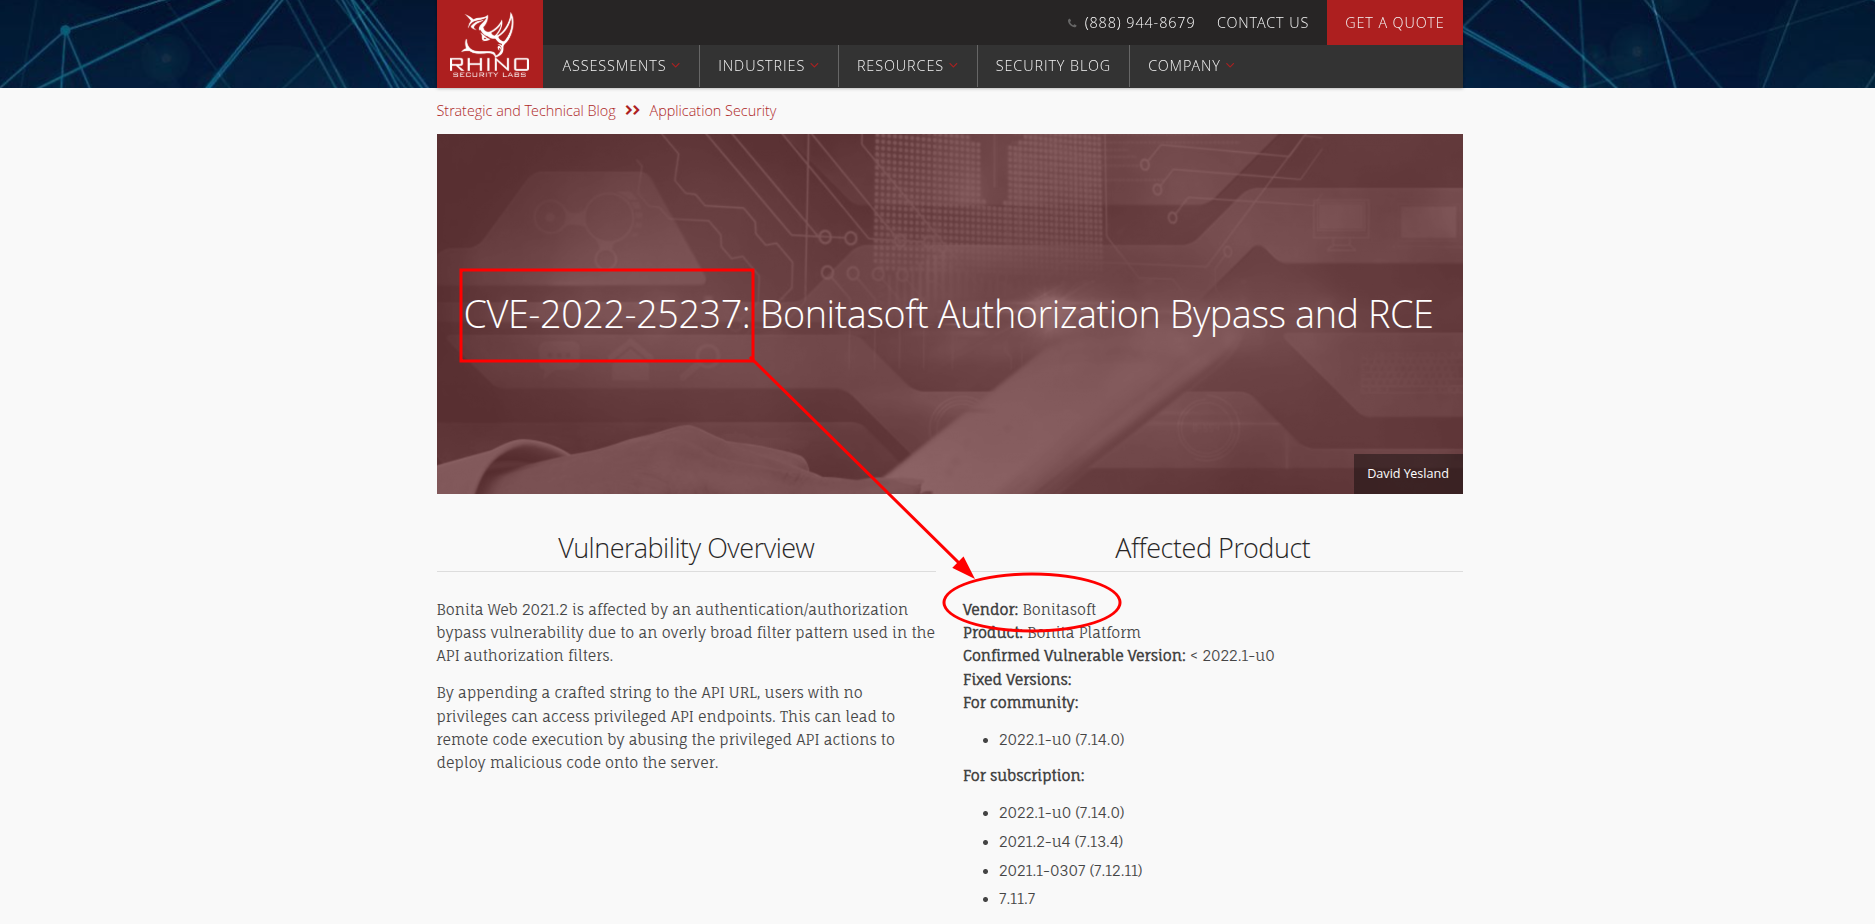 RHINO
SECURITY LABS
(888) 944-8679 CONTACT US GET A QUOTE
ASSESSMENTS INDUSTRIES RESOURCES SECURITY BLOG COMPANY
Strategic and Technical Blog Application Security
CVE-2022-25237: Bonitasoft Authorization Bypass and RCE
David Yesland
Vulnerability Overview
Bonita Web 2021.2 is affected by an authentication/authorization
bypass vulnerability due to an overly broad filter pattern used in the
API authorization filters.
By appending a crafted string to the API URL, users with no
privileges can access privileged API endpoints. This can lead to
remote code execution by abusing the privileged API actions to
deploy malicious code onto the server.
Affected Product
Vendor: Bonitasoft
Product: Bonita Platform
Confirmed Vulnerable Version: < 2022.1-u0
Fixed Versions:
For community:
• 2022.1-u0 (7.14.0)
For subscription:
• 2022.1-u0 (7.14.0)
• 2021.2-u4 (7.13.4)
• 2021.1-0307 (7.12.11)
• 7.11.7